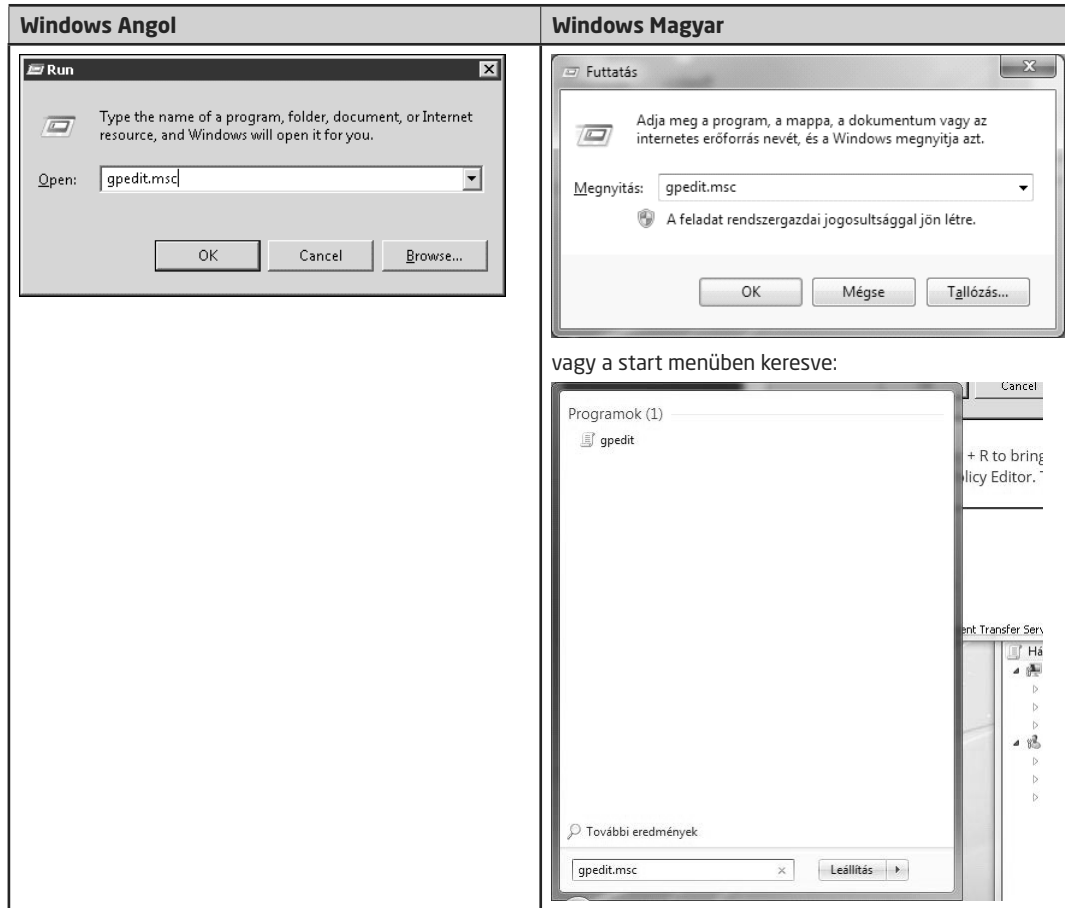 Windows Angol
Windows Magyar
Run
Type the name of a program, folder, document, or Internet
resource, and Windows will open it for you.
Open:
gpedit.msc
OK
Cancel
Browse...
Futtatás
Adja meg a program, a mappa, a dokumentum vagy az
internetes erőforrás nevét, és a Windows megnyitja azt.
Megnyitás:
gpedit.msc
A feladat rendszergazdai jogosultsággal jön létre.
OK
Mégse
Tallózás...
vagy a start menüben keresve:
Cancel
Programok (1)
gpedit
+ R to bring
licy Editor.
ent Transfer Serv
Há
További eredmények
gpedit.msc
Leállítás